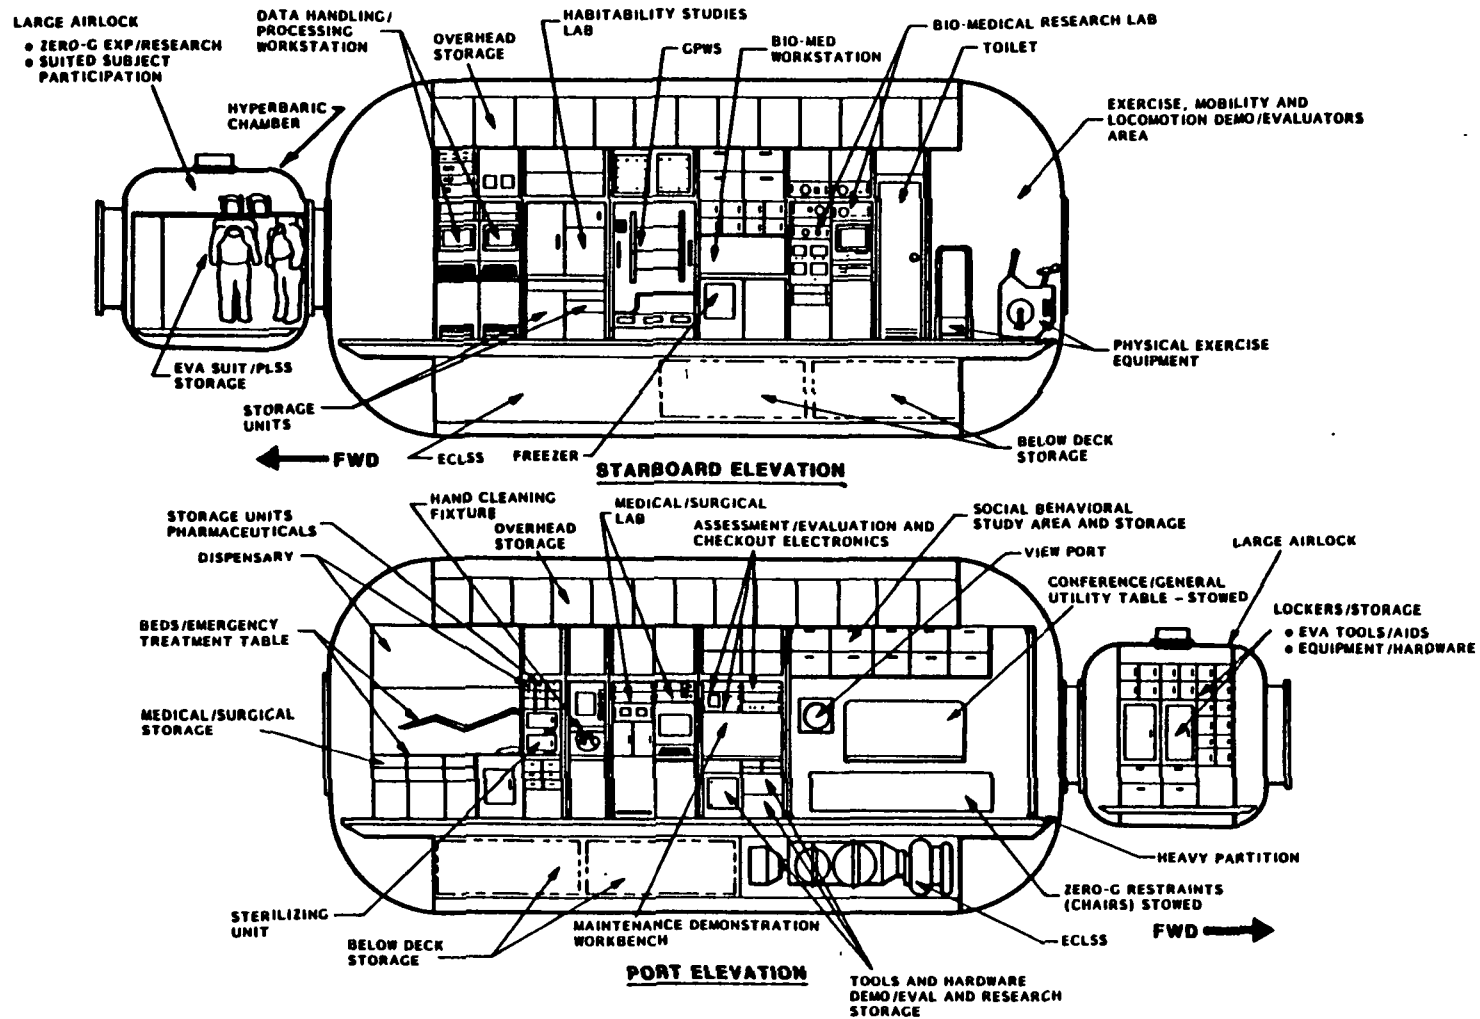 LARGE AIRLOCK
● ZERO-G EXP/RESEARCH
● SUITED SUBJECT
PARTICIPATION
HYPERBARIC
CHAMBER
DATA HANDLING/
PROCESSING
WORKSTATION
OVERHEAD
STORAGE
HABITABILITY STUDIES
LAB
GPWS
BIO-MED
WORKSTATION
BIO-MEDICAL RESEARCH LAB
TOILET
EXERCISE, MOBILITY AND
LOCOMOTION DEMO/EVALUATORS
AREA
EVA SUIT/PLSS
STORAGE
STORAGE
UNITS
PHYSICAL EXERCISE
EQUIPMENT
FWD
ECLSS
FREEZER
BELOW DECK
STORAGE
STARBOARD ELEVATION
STORAGE UNITS
PHARMACEUTICALS
DISPENSARY
BEDS/EMERGENCY
TREATMENT TABLE
MEDICAL/SURGICAL
STORAGE
HAND CLEANING
FIXTURE
OVERHEAD
STORAGE
MEDICAL/SURGICAL
LAB
ASSESSMENT/EVALUATION AND
CHECKOUT ELECTRONICS
SOCIAL BEHAVIORAL
STUDY AREA AND STORAGE
VIEW PORT
CONFERENCE/GENERAL
UTILITY TABLE - STOWED
LARGE AIRLOCK
LOCKERS/STORAGE
● EVA TOOLS/AIDS
● EQUIPMENT/HARDWARE
HEAVY PARTITION
ZERO-G RESTRAINTS
(CHAIRS) STOWED
STERILIZING
UNIT
BELOW DECK
STORAGE
MAINTENANCE DEMONSTRATION
WORKBENCH
ECLSS
FWD
PORT ELEVATION
TOOLS AND HARDWARE
DEMO/EVAL AND RESEARCH
STORAGE